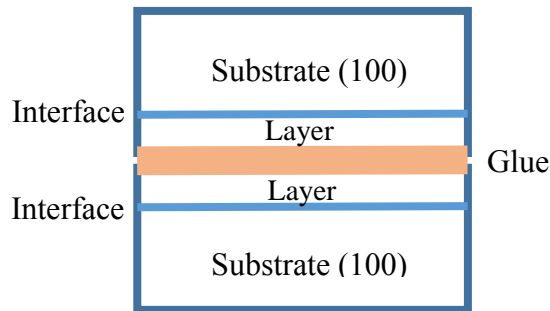 Substrate (100)
Interface
Layer
Glue
Layer
Interface
Substrate (100)